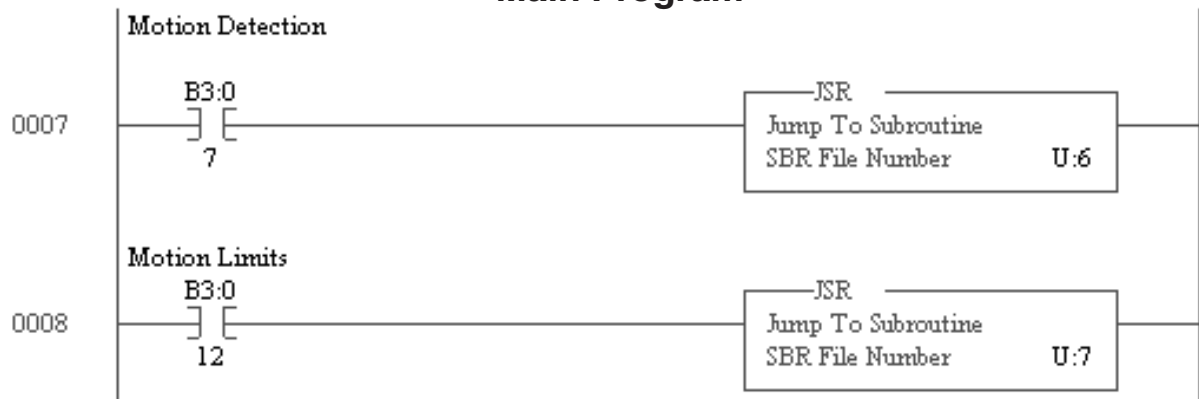 Main Program
Motion Detection
B3:0
7
0007
JSR
Jump To Subroutine
SBR File Number U:6
Motion Limits
B3:0
12
0008
JSR
Jump To Subroutine
SBR File Number U:7